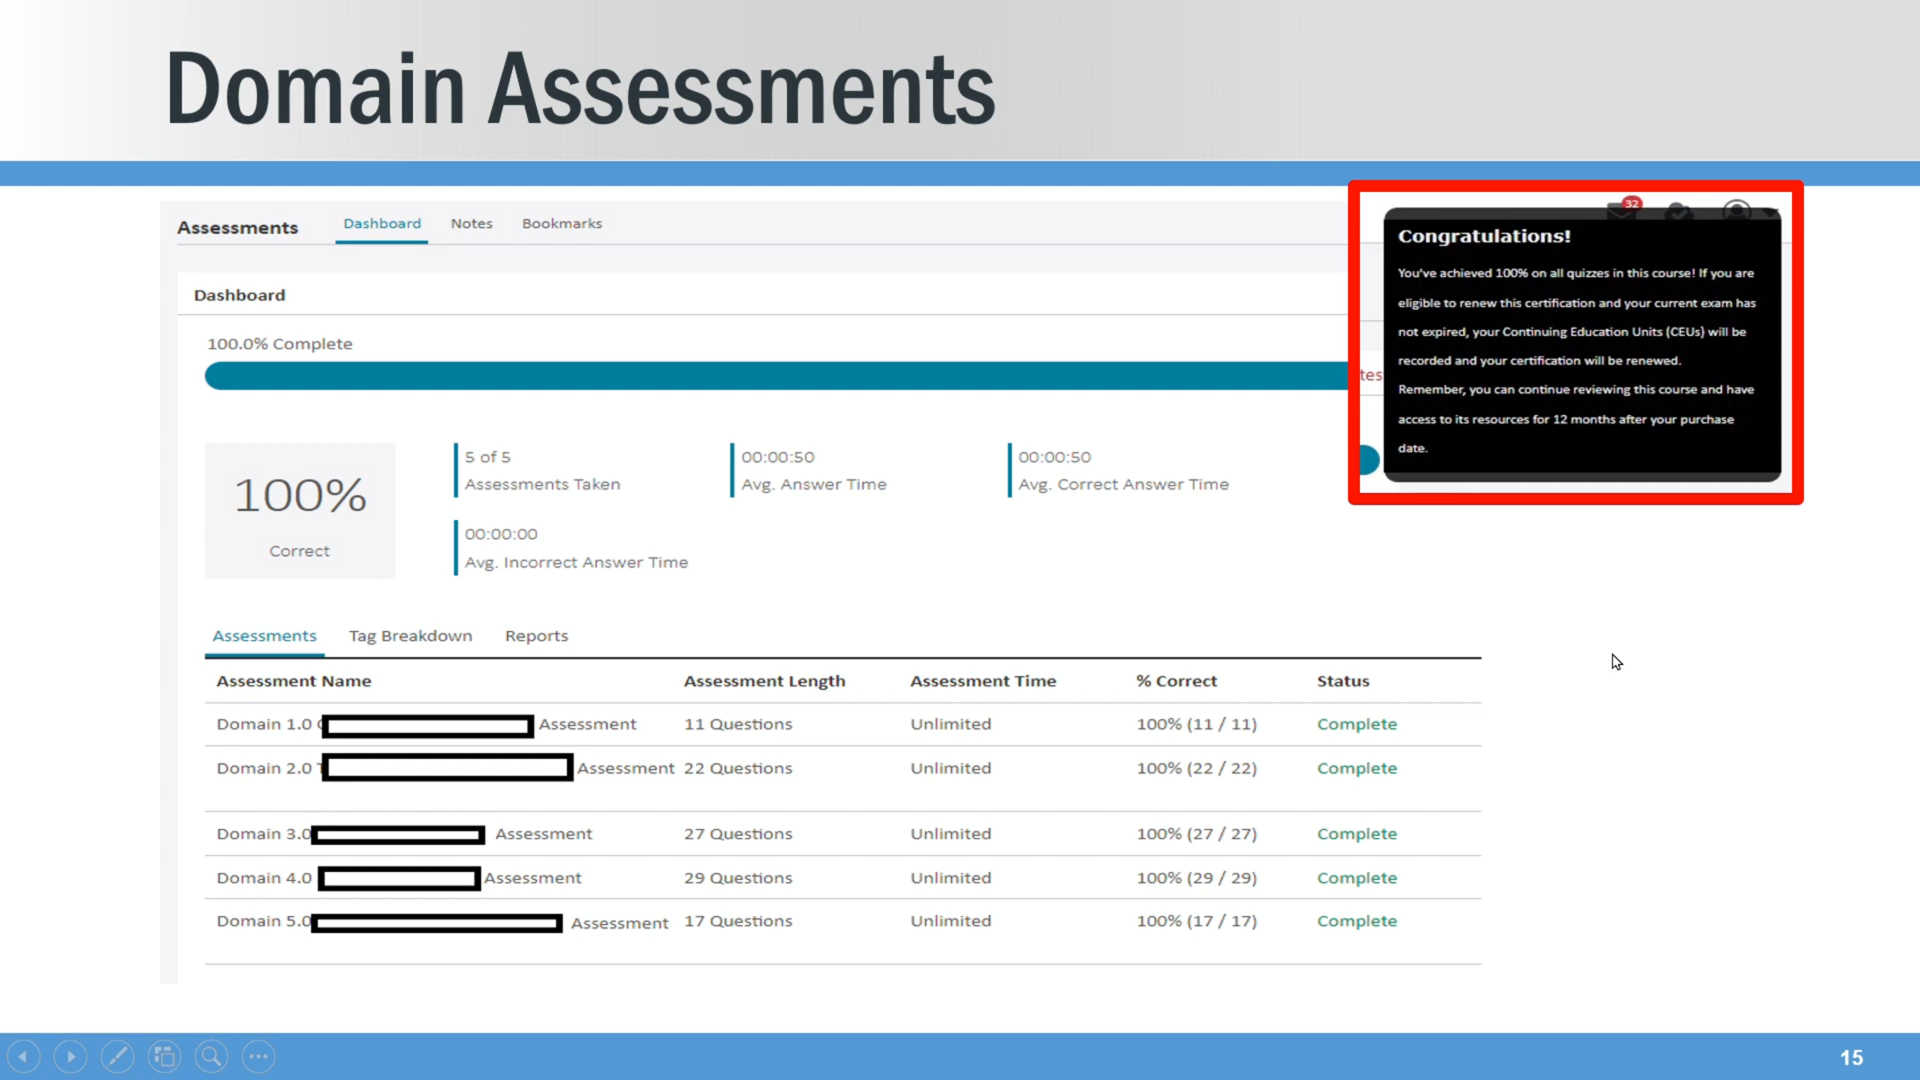 Domain Assessments
Assessments Dashboard Notes Bookmarks
32
Congratulations!
You've achieved 100% on all quizzes in this course! If you are
eligible to renew this certification and your current exam has
not expired, your Continuing Education Units (CEUs) will be
recorded and your certification will be renewed.
Remember, you can continue reviewing this course and have
access to its resources for 12 months after your purchase
date.
Dashboard
100.0% Complete
tes
100%
Correct
5 of 5
Assessments Taken
00:00:50
Avg. Answer Time
00:00:50
Avg. Correct Answer Time
00:00:00
Avg. Incorrect Answer Time
Assessments Tag Breakdown Reports
Assessment Name Assessment Length Assessment Time % Correct Status
Domain 1.0 Assessment 11 Questions Unlimited 100% (11 / 11) Complete
Domain 2.0 Assessment 22 Questions Unlimited 100% (22 / 22) Complete
Domain 3.0 Assessment 27 Questions Unlimited 100% (27 / 27) Complete
Domain 4.0 Assessment 29 Questions Unlimited 100% (29 / 29) Complete
Domain 5.0 Assessment 17 Questions Unlimited 100% (17 / 17) Complete
15